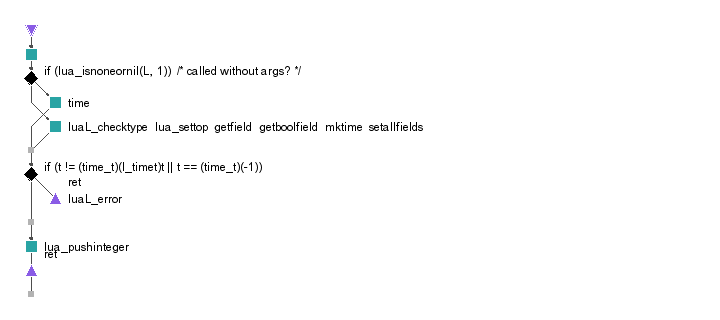 if (lua_isnoneornil(L, 1)) /* called without args? */
time
luaL_checktype lua_settop getfield getboolfield mktime setallfields
if (t != (time_t)(l_timet)t || t == (time_t)(-1))
ret
luaL_error
lua_pushinteger
ret